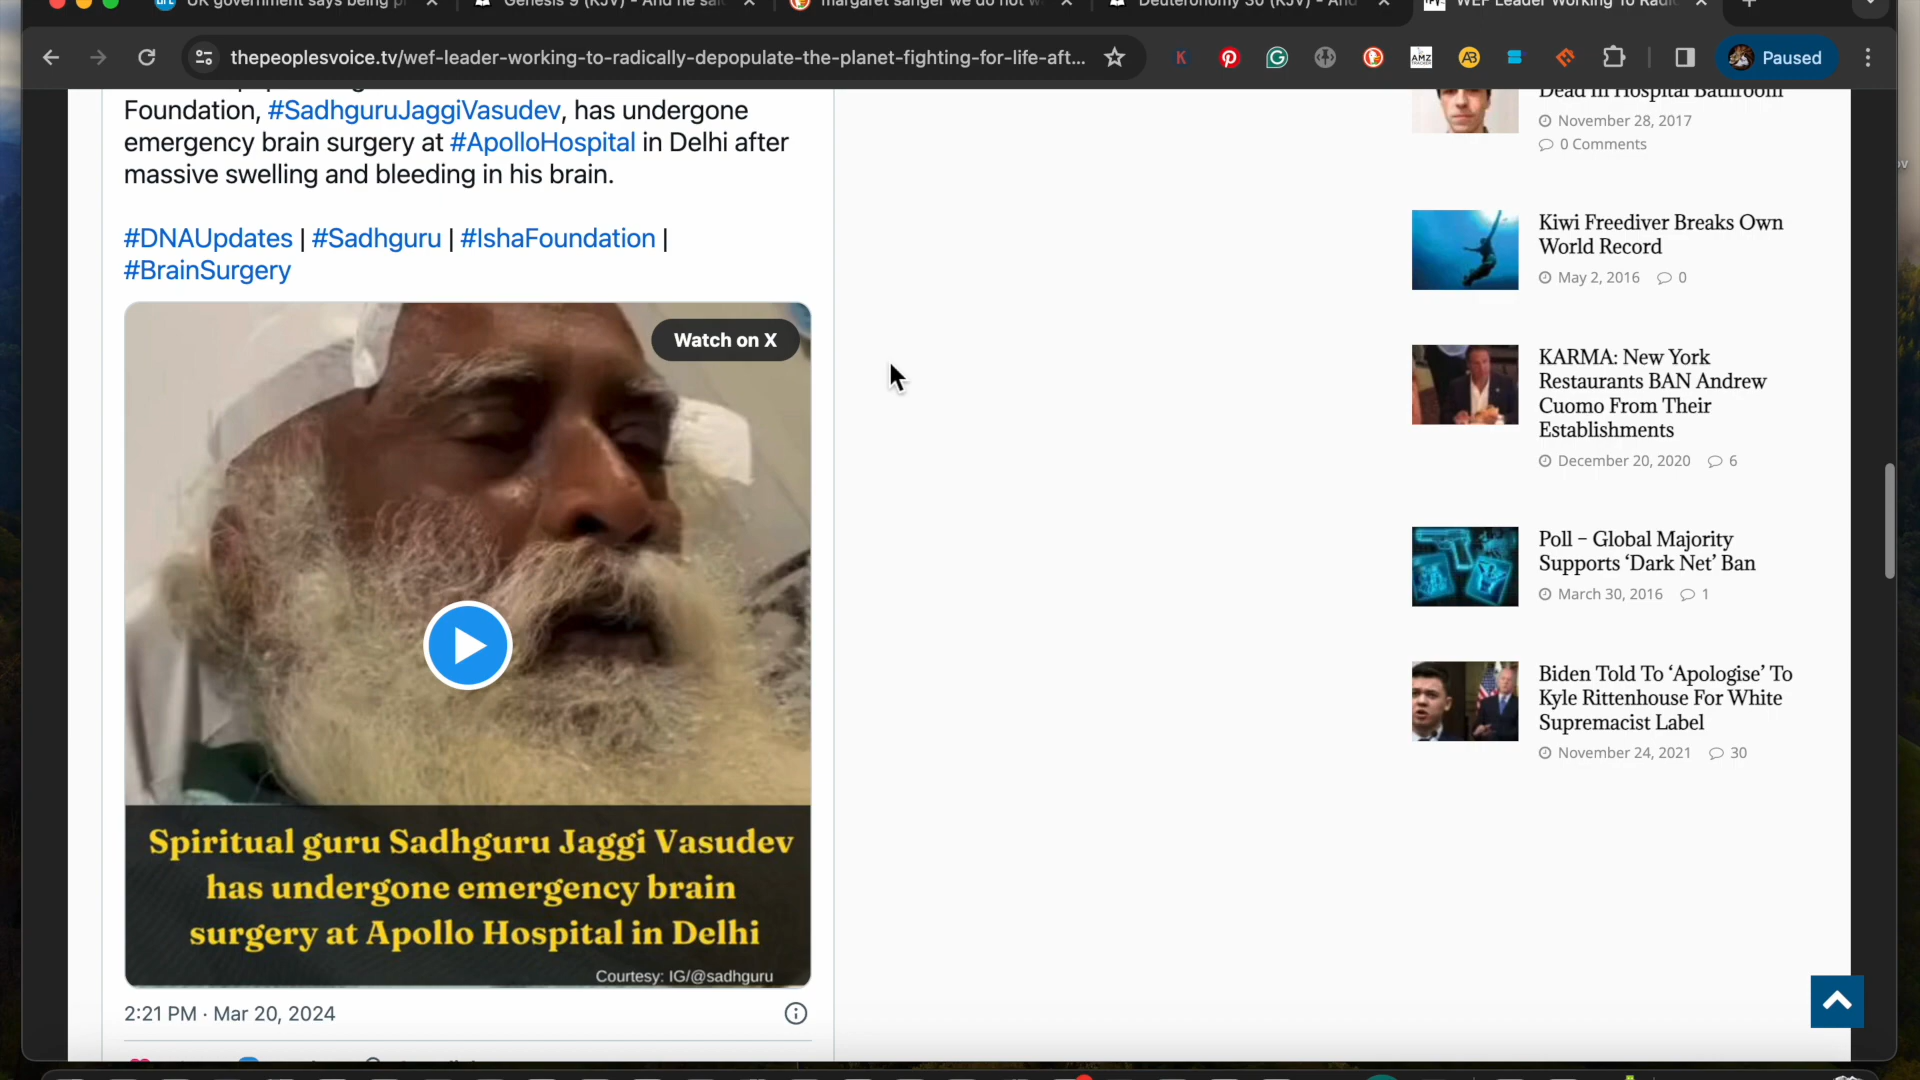 UK government says being p
Genesis 9 (KJV) - And he sai
margaret sanger we do not w
Deuteronomy 30 (KJV) - And
WEF Leader Working To Radic
thepeoplesvoice.tv/wef-leader-working-to-radically-depopulate-the-planet-fighting-for-life-aft...
Paused
Foundation, #SadhguruJaggiVasudev, has undergone
emergency brain surgery at #ApolloHospital in Delhi after
massive swelling and bleeding in his brain.
#DNAUpdates | #Sadhguru | #IshaFoundation |
#BrainSurgery
Watch on X
Spiritual guru Sadhguru Jaggi Vasudev
has undergone emergency brain
surgery at Apollo Hospital in Delhi
Courtesy: IG/@sadhguru
2:21 PM · Mar 20, 2024
Dead In Hospital Bathroom
November 28, 2017
0 Comments
Kiwi Freediver Breaks Own
World Record
May 2, 2016 0
KARMA: New York
Restaurants BAN Andrew
Cuomo From Their
Establishments
December 20, 2020 6
Poll – Global Majority
Supports ‘Dark Net’ Ban
March 30, 2016 1
Biden Told To ‘Apologise’ To
Kyle Rittenhouse For White
Supremacist Label
November 24, 2021 30